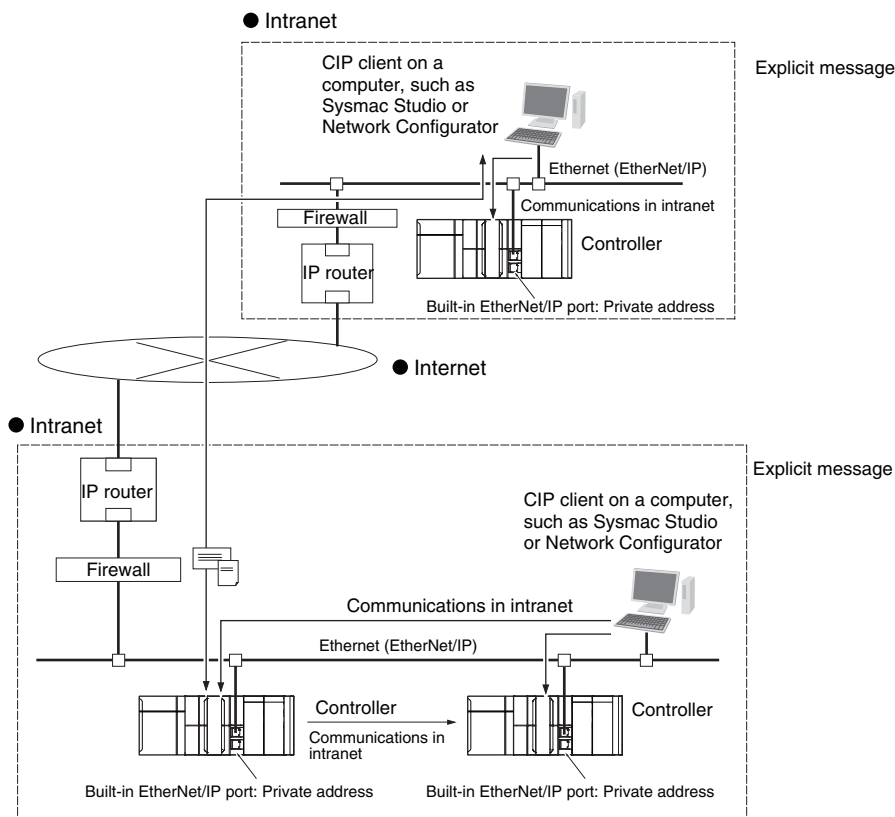 ● Intranet
CIP client on a
computer, such as
Sysmac Studio or
Network Configurator
Explicit message
Ethernet (EtherNet/IP)
Communications in intranet
Firewall
Controller
IP router
Built-in EtherNet/IP port: Private address
● Internet
● Intranet
Explicit message
IP router
CIP client on a computer,
such as Sysmac Studio
or Network Configurator
Firewall
Communications in intranet
Ethernet (EtherNet/IP)
Controller
Communications in
intranet
Controller
Built-in EtherNet/IP port: Private address
Built-in EtherNet/IP port: Private address